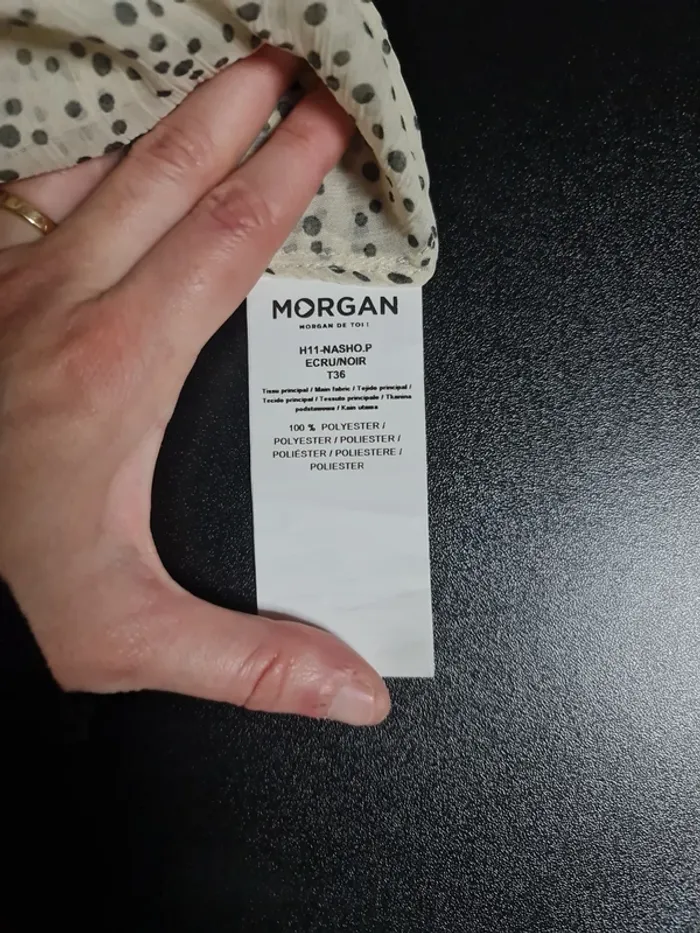 MORGAN
MORGAN DE TOI !
H11-NASHO.P
ECRU/NOIR
T36
Tissu principal / Main fabric / Tejido principal /
Tecido principal / Tessuto principale / Tkanina
podstawowa / Kain utama
100 % POLYESTER /
POLYESTER / POLIESTER /
POLIÉSTER / POLIESTERE /
POLIESTER